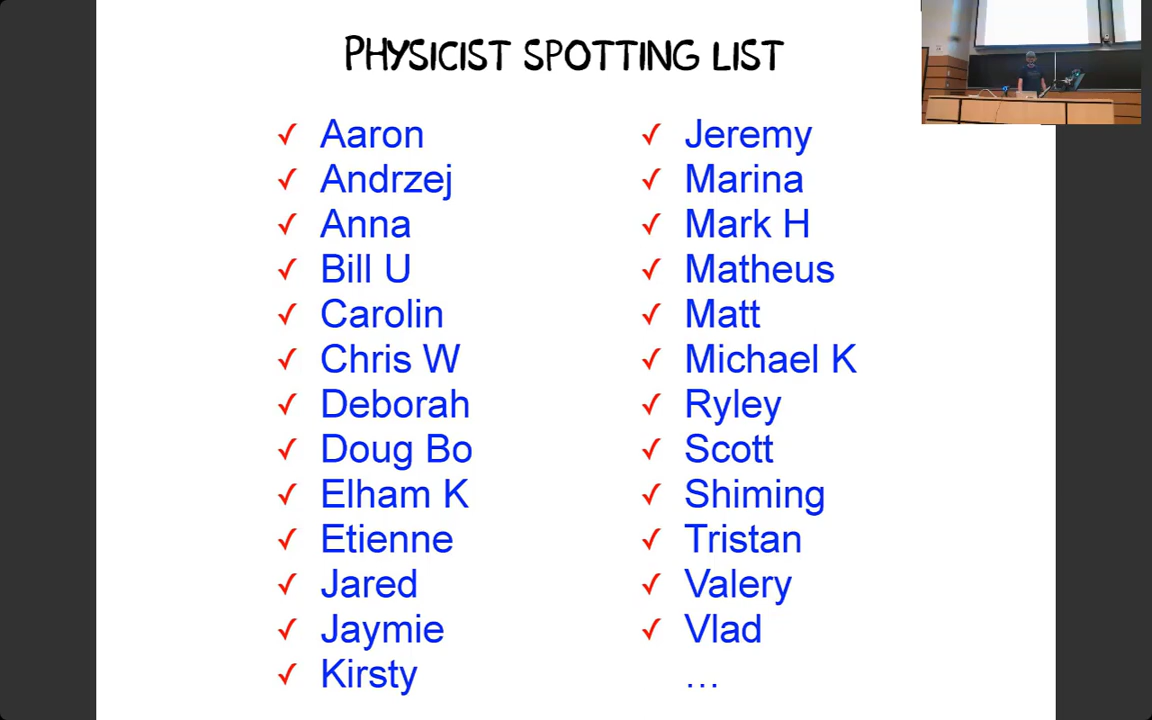 PHYSICIST SPOTTING LIST
✓ Aaron
✓ Andrzej
✓ Anna
✓ Bill U
✓ Carolin
✓ Chris W
✓ Deborah
✓ Doug Bo
✓ Elham K
✓ Etienne
✓ Jared
✓ Jaymie
✓ Kirsty
✓ Jeremy
✓ Marina
✓ Mark H
✓ Matheus
✓ Matt
✓ Michael K
✓ Ryley
✓ Scott
✓ Shiming
✓ Tristan
✓ Valery
✓ Vlad
…